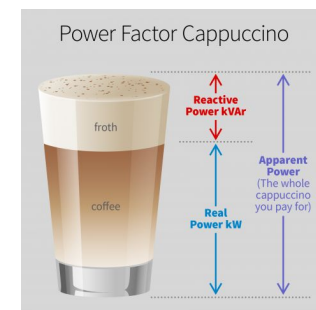 Power Factor Cappuccino
froth
coffee
Reactive
Power kVAr
Real
Power kW
Apparent
Power
(The whole
cappuccino
you pay for)